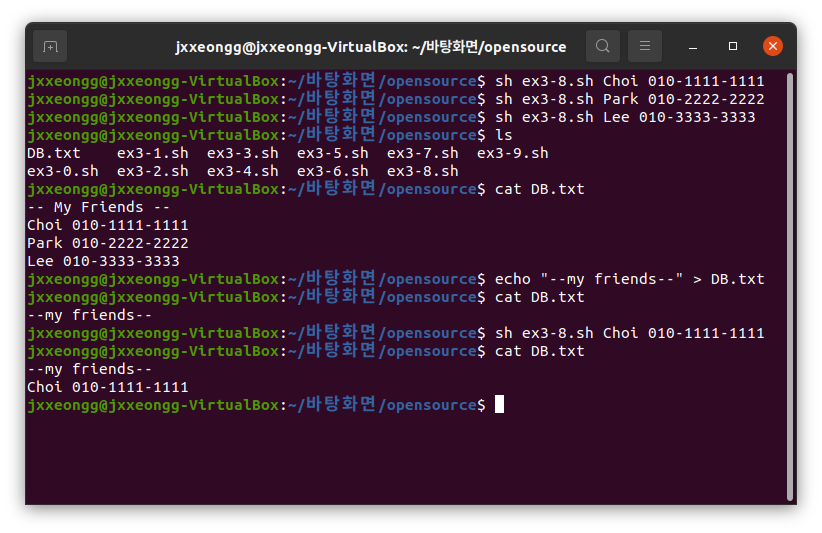 jxxeongg@jxxeongg-VirtualBox: ~/바탕화면/opensource
jxxeongg@jxxeongg-VirtualBox:~/바탕화면/opensource$ sh ex3-8.sh Choi 010-1111-1111
jxxeongg@jxxeongg-VirtualBox:~/바탕화면/opensource$ sh ex3-8.sh Park 010-2222-2222
jxxeongg@jxxeongg-VirtualBox:~/바탕화면/opensource$ sh ex3-8.sh Lee 010-3333-3333
jxxeongg@jxxeongg-VirtualBox:~/바탕화면/opensource$ ls
DB.txt    ex3-1.sh  ex3-3.sh  ex3-5.sh  ex3-7.sh  ex3-9.sh
ex3-0.sh  ex3-2.sh  ex3-4.sh  ex3-6.sh  ex3-8.sh
jxxeongg@jxxeongg-VirtualBox:~/바탕화면/opensource$ cat DB.txt
-- My Friends --
Choi 010-1111-1111
Park 010-2222-2222
Lee 010-3333-3333
jxxeongg@jxxeongg-VirtualBox:~/바탕화면/opensource$ echo "--my friends--" > DB.txt
jxxeongg@jxxeongg-VirtualBox:~/바탕화면/opensource$ cat DB.txt
--my friends--
jxxeongg@jxxeongg-VirtualBox:~/바탕화면/opensource$ sh ex3-8.sh Choi 010-1111-1111
jxxeongg@jxxeongg-VirtualBox:~/바탕화면/opensource$ cat DB.txt
--my friends--
Choi 010-1111-1111
jxxeongg@jxxeongg-VirtualBox:~/바탕화면/opensource$